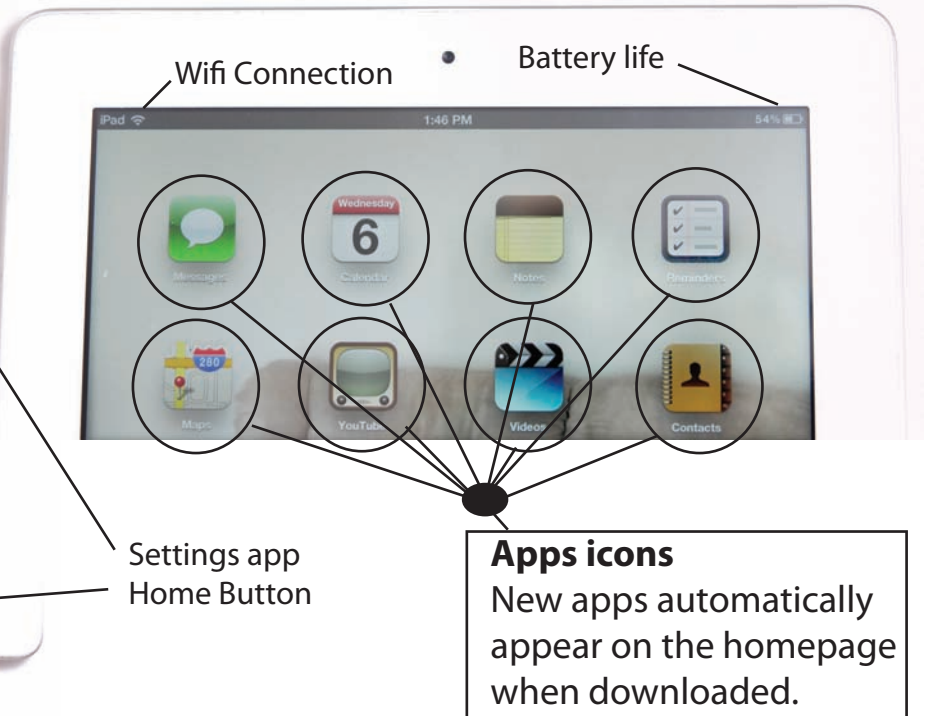 Wifi Connection
Battery life
iPad
1:46 PM
54%
Wednesday
6
Messages
Calendar
Notes
Reminders
280
Maps
YouTube
Videos
Contacts
Settings app
Home Button
Apps icons
New apps automatically
appear on the homepage
when downloaded.